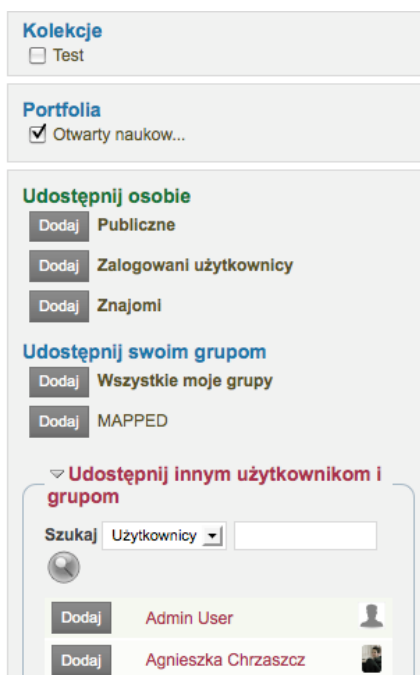 Kolekcje
Test
Portfolia
Otwarty naukow...
Udostępnij osobie
Dodaj Publiczne
Dodaj Zalogowani użytkownicy
Dodaj Znajomi
Udostępnij swoim grupom
Dodaj Wszystkie moje grupy
Dodaj MAPPED
Udostępnij innym użytkownikom i
grupom
Szukaj Użytkownicy
Dodaj Admin User
Dodaj Agnieszka Chrzaszcz